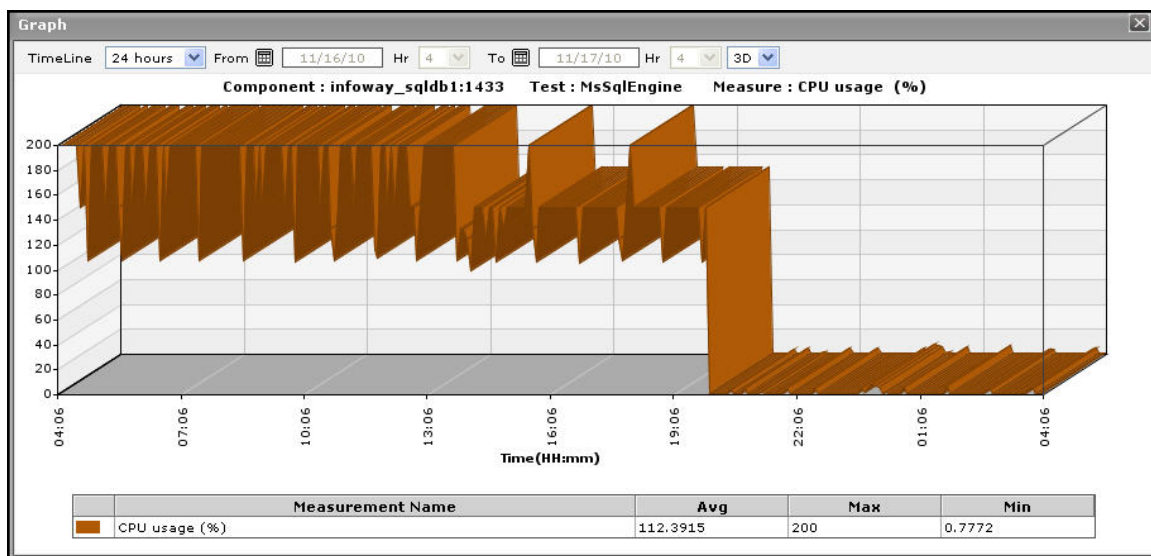 Graph
TimeLine 24 hours From 11/16/10 Hr 4 To 11/17/10 Hr 4 3D
Component : infoway_sqldb1:1433 Test : MsSqlEngine Measure : CPU usage (%)
200
180
160
140
120
100
80
60
40
20
0
04:06 07:06 10:06 13:06 16:06 19:06 22:06 01:06 04:06
Time(HH:mm)
Measurement Name Avg Max Min
CPU usage (%) 112.3915 200 0.7772